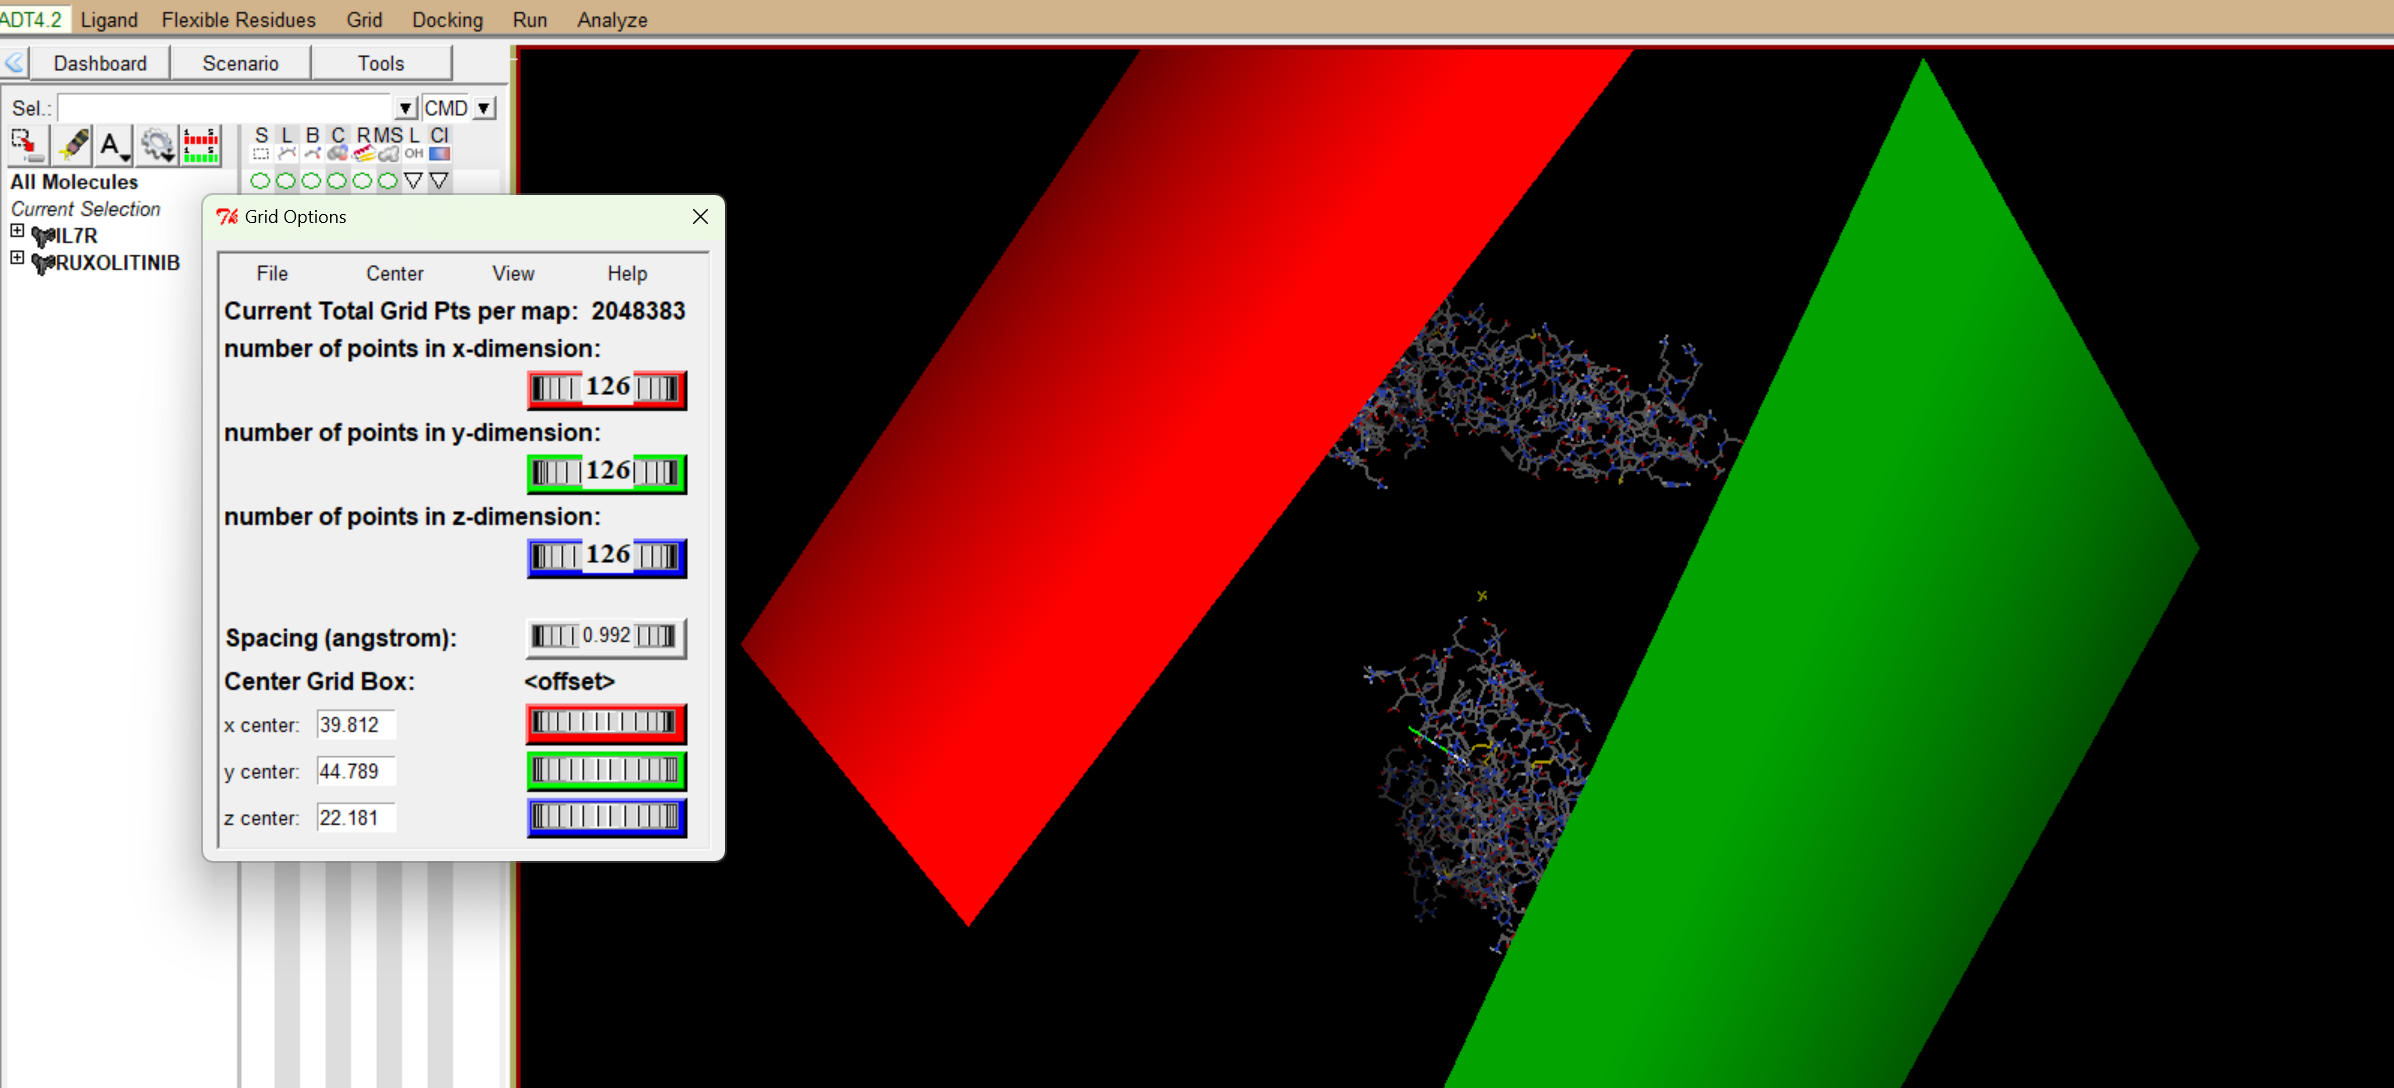 ADT4.2 Ligand Flexible Residues Grid Docking Run Analyze
Dashboard Scenario Tools
Sel.: CMD
A S L B C R MS L Cl
OH
All Molecules
Current Selection
IL7R
RUXOLITINIB
Grid Options
File Center View Help
Current Total Grid Pts per map: 2048383
number of points in x-dimension:
126
number of points in y-dimension:
126
number of points in z-dimension:
126
Spacing (angstrom): 0.992
Center Grid Box: <offset>
x center: 39.812
y center: 44.789
z center: 22.181